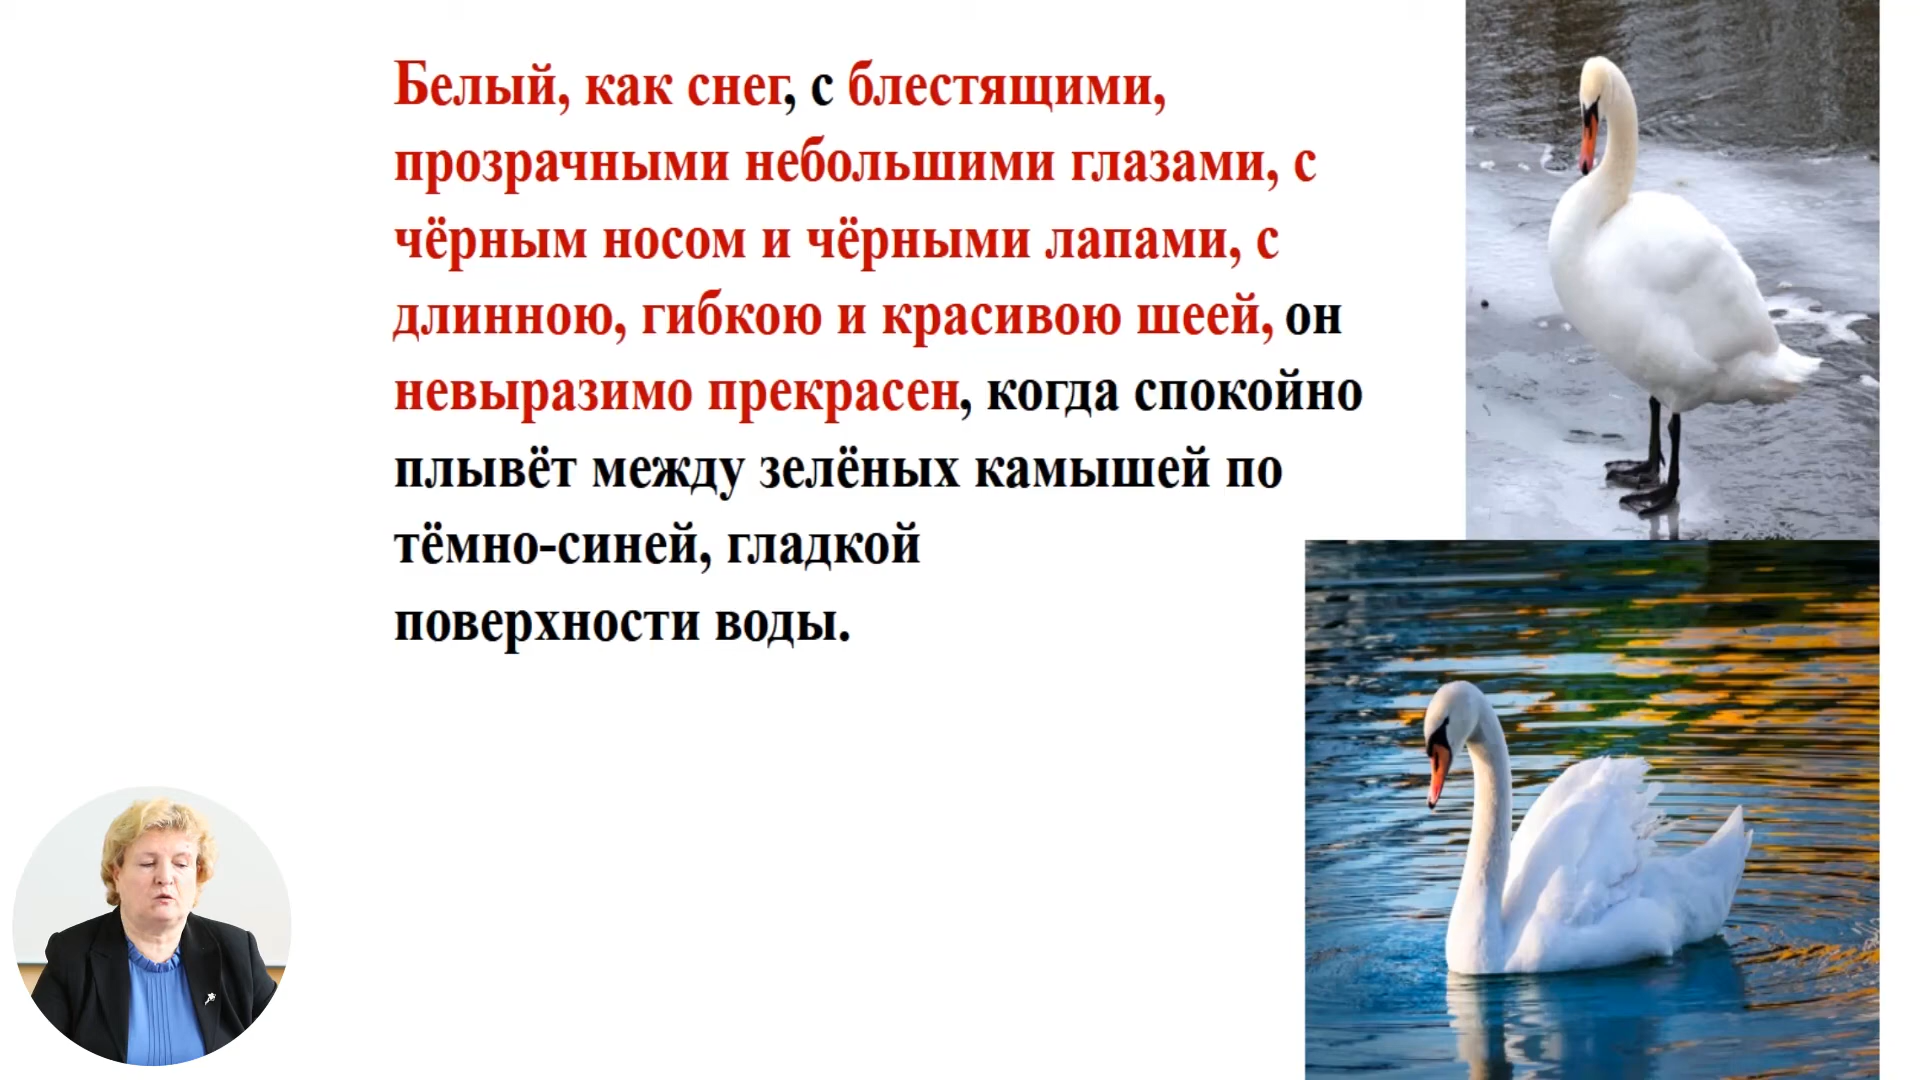 Белый, как снег, с блестящими,
прозрачными небольшими глазами, с
чёрным носом и чёрными лапами, с
длинною, гибкою и красивою шеей, он
невыразимо прекрасен, когда спокойно
плывёт между зелёных камышей по
тёмно-синей, гладкой
поверхности воды.